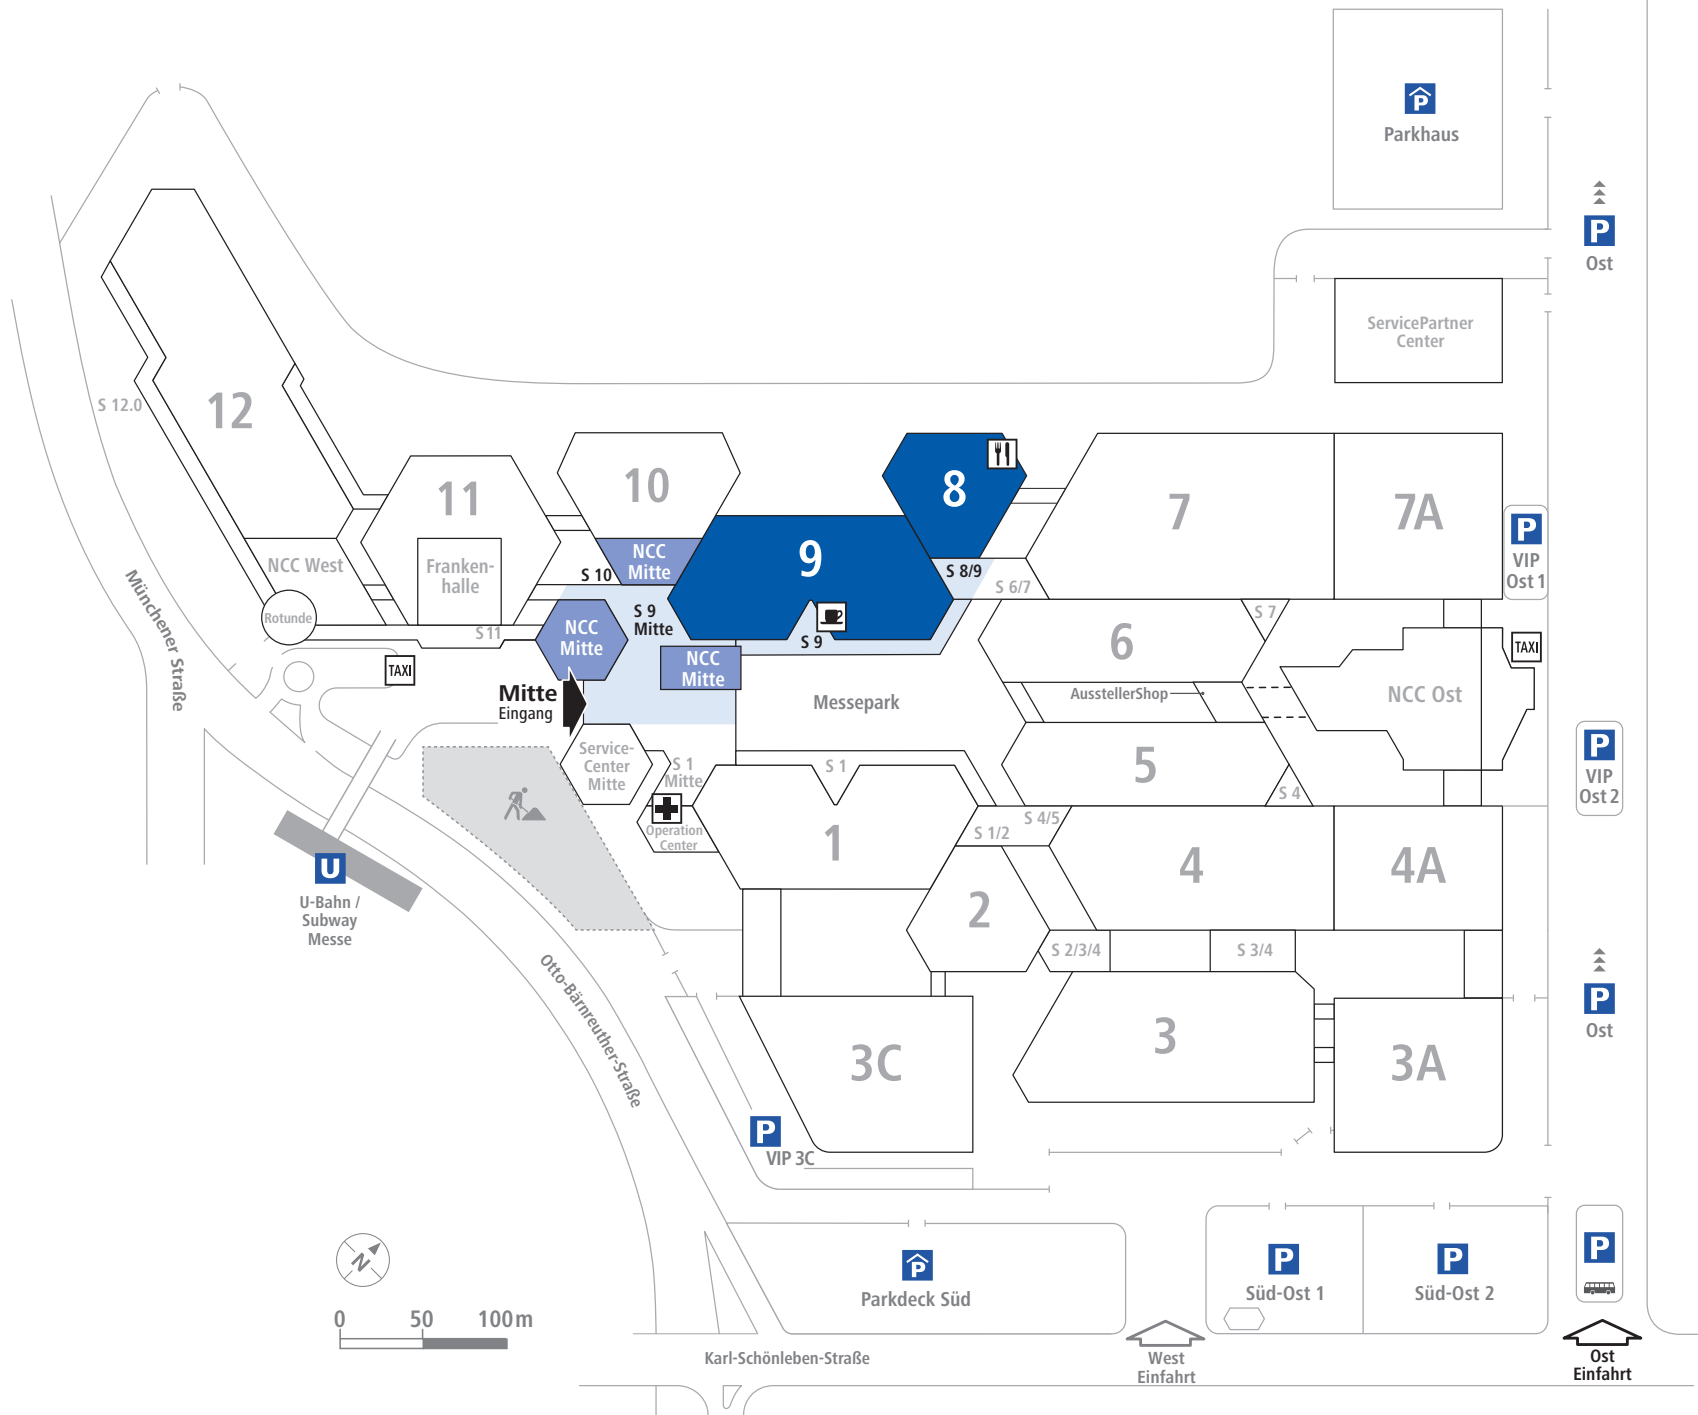 P
Parkhaus
P
Ost
ServicePartner
Center
S 12.0
12
11
10
8
7
7A
9
P
VIP
Ost 1
NCC West
Franken-
halle
NCC
Mitte
S 10
S 8/9
S 6/7
Münchener Straße
Rotunde
S 11
NCC
Mitte
S 9
Mitte
S 9
6
S 7
TAXI
TAXI
NCC
Mitte
Mitte
Eingang
Messepark
AusstellerShop
NCC Ost
P
VIP
Ost 2
Service-
Center
Mitte
S 1
Mitte
S 1
5
S 4
Operation
Center
1
S 1/2
S 4/5
4
4A
U
U-Bahn /
Subway
Messe
2
S 2/3/4
S 3/4
Otto-Bärnreuther-Straße
P
Ost
3C
3
3A
P
VIP 3C
N
P
Parkdeck Süd
P
Süd-Ost 1
P
Süd-Ost 2
P
0 50 100 m
Karl-Schönleben-Straße
West
Einfahrt
Ost
Einfahrt